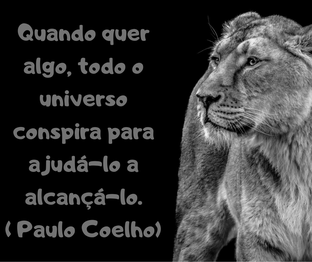 Quando quer
algo, todo o
universo
conspira para
ajudá-lo a
alcançá-lo.
( Paulo Coelho)